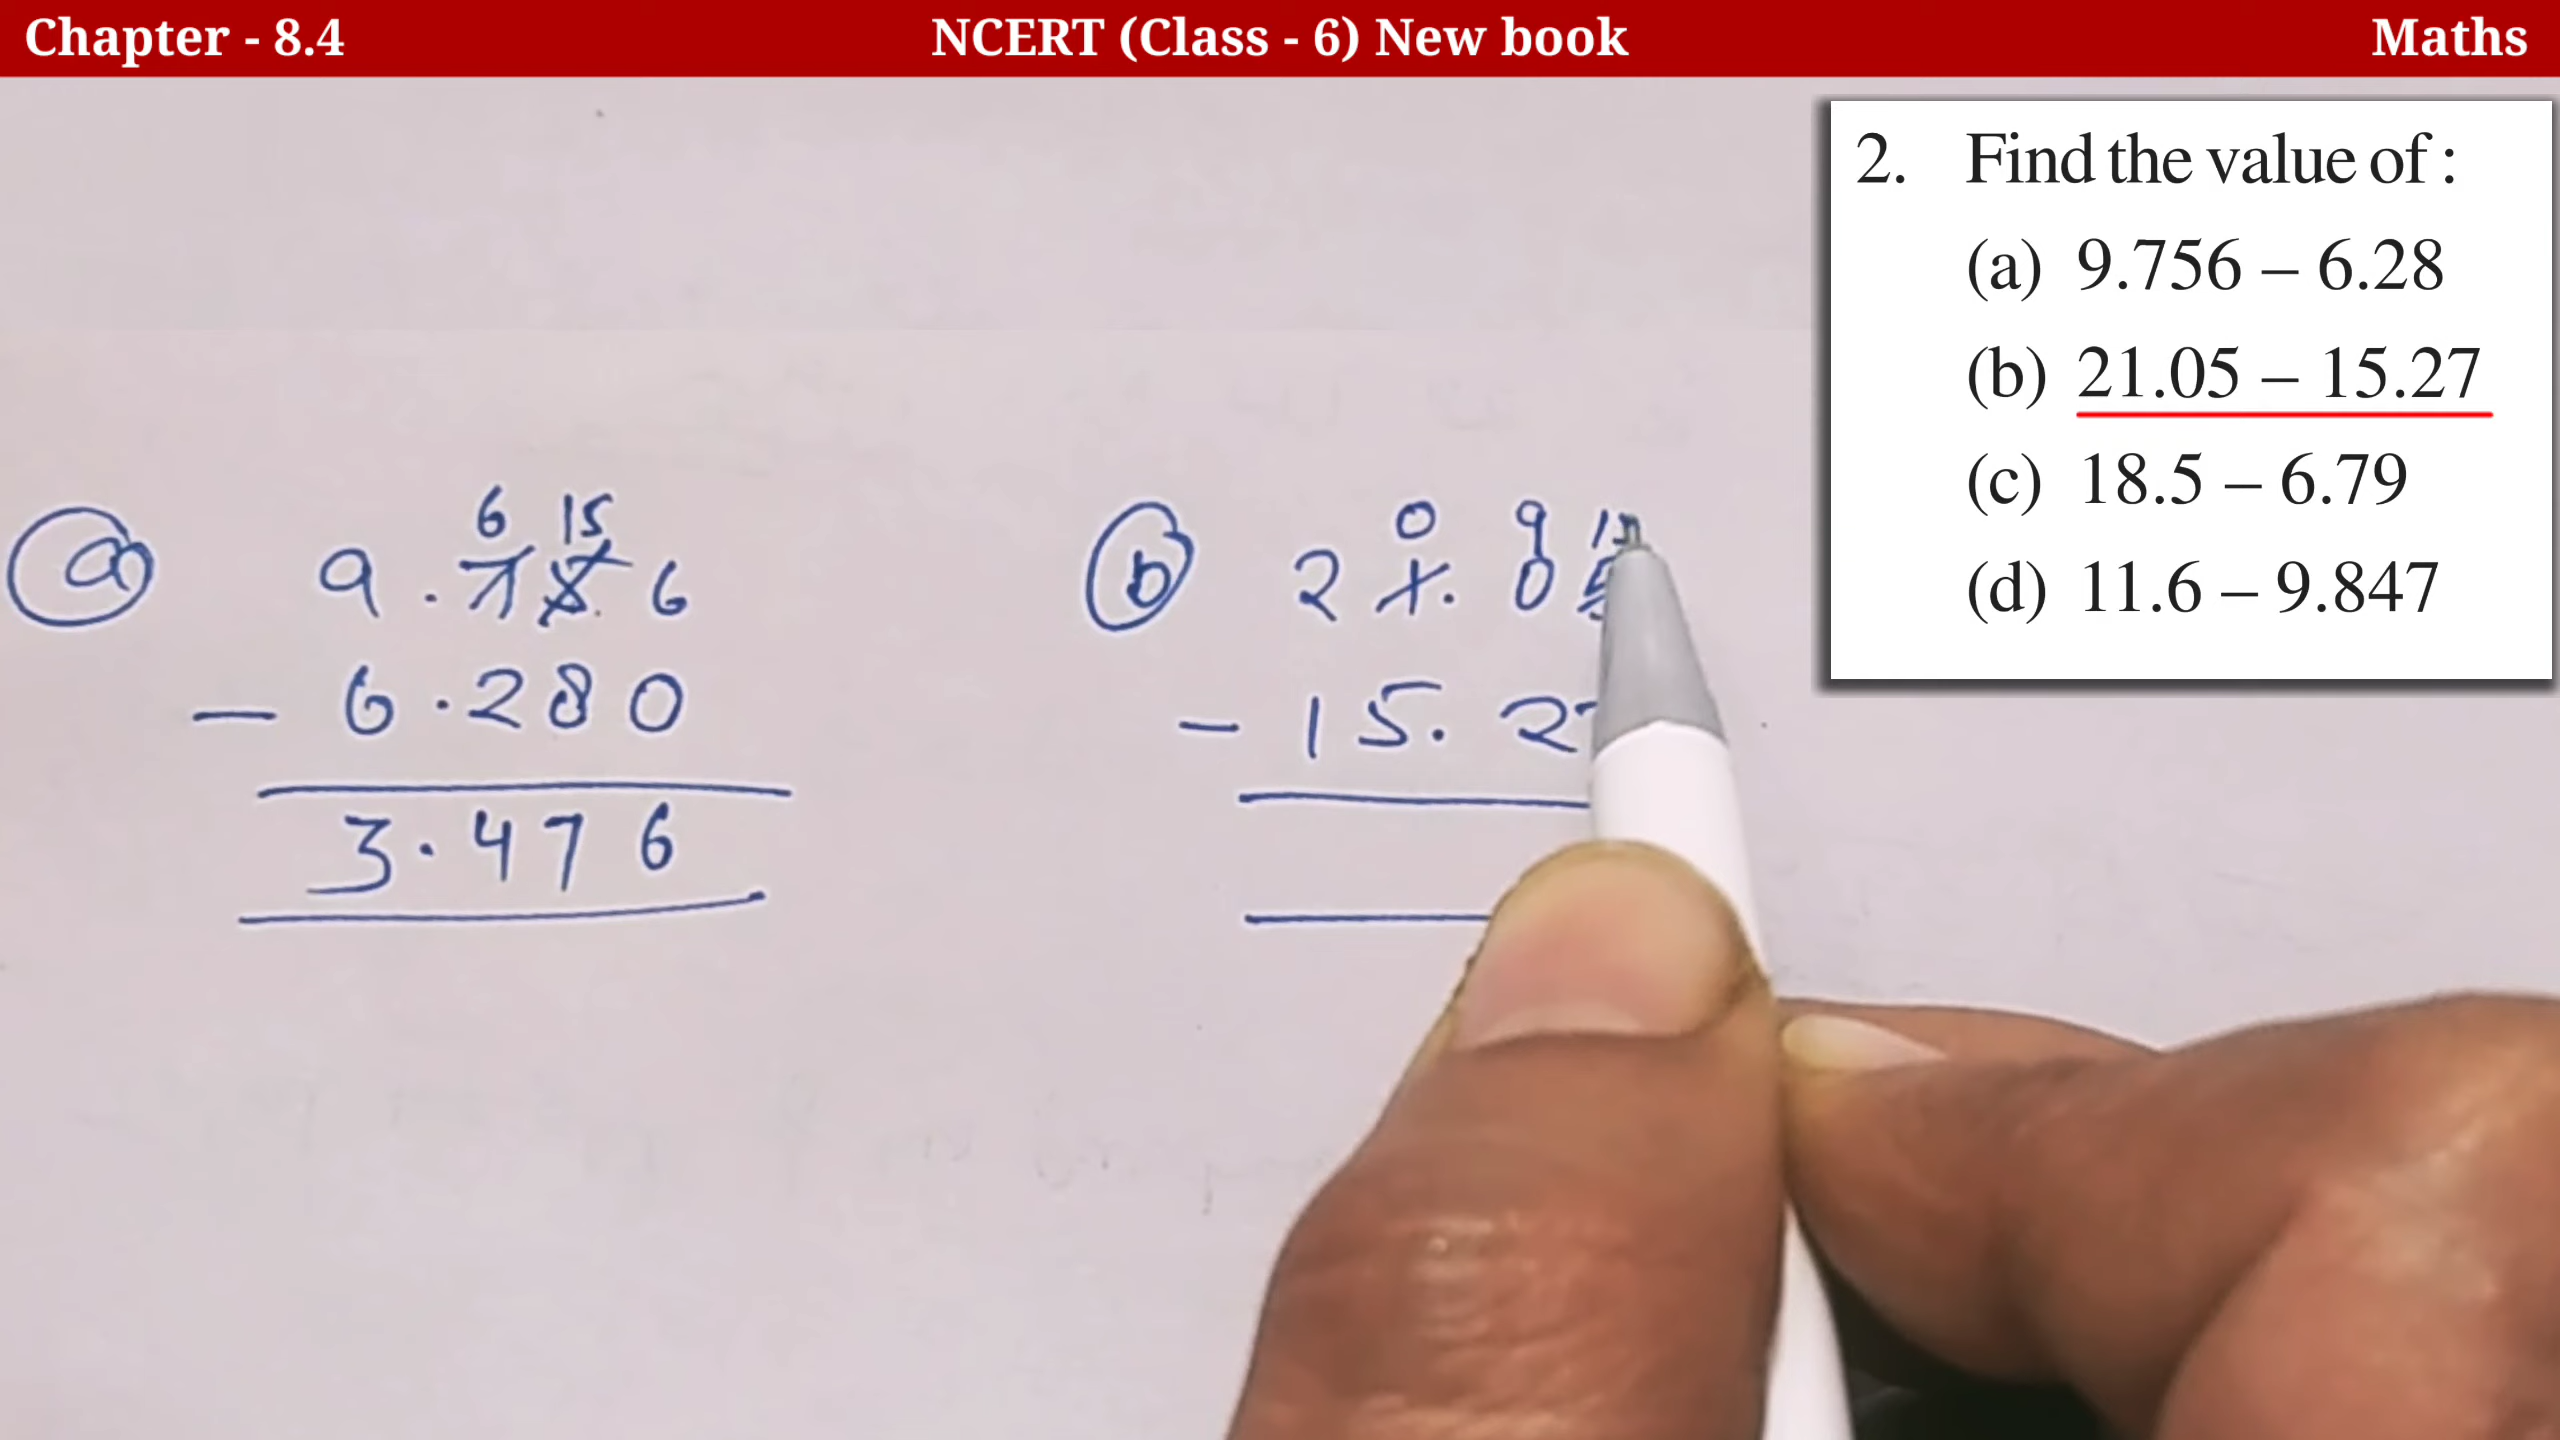 Chapter - 8.4
NCERT (Class - 6) New book
Maths
2. Find the value of :
(a) 9.756 – 6.28
(b) 21.05 – 15.27
(c) 18.5 – 6.79
(d) 11.6 – 9.847
a
6 15
9.756
- 6.280
3.476
b
0 9 15
21.05
- 15.2